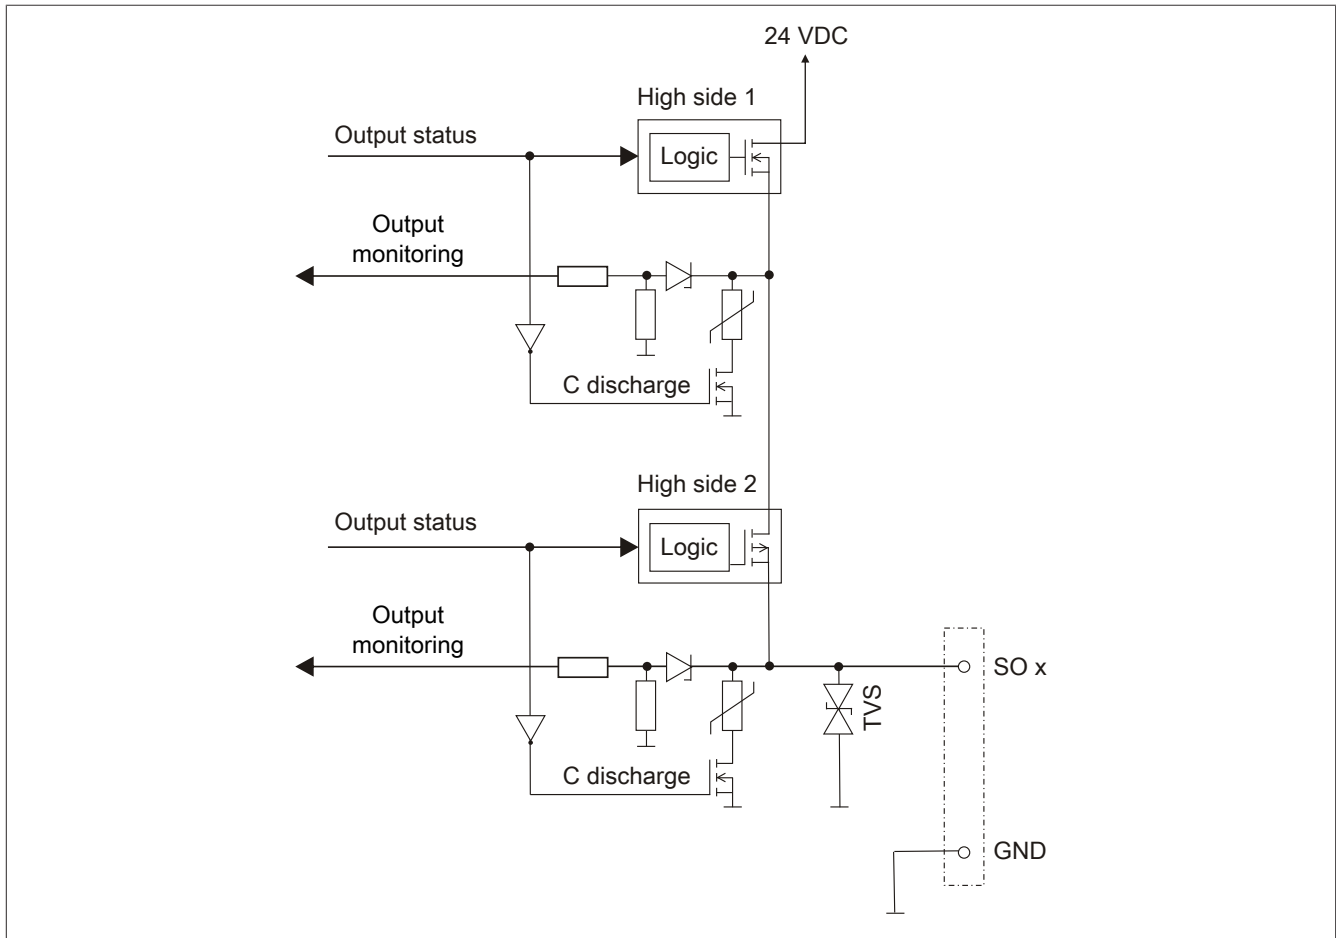 24 VDC
High side 1
Output status
Logic
Output
monitoring
C discharge
High side 2
Output status
Logic
Output
monitoring
SO x
TVS
C discharge
GND